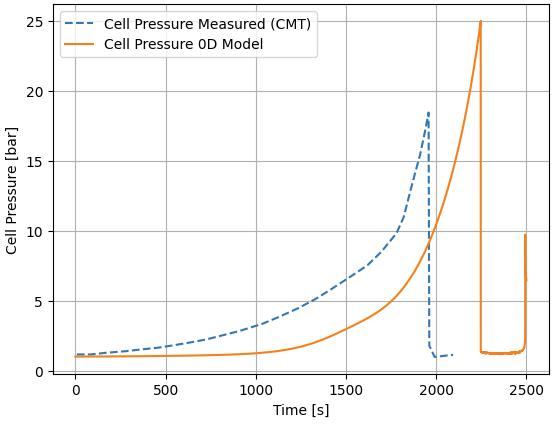 Cell Pressure Measured (CMT)
Cell Pressure 0D Model
25
20
15
10
5
0
Cell Pressure [bar]
0 500 1000 1500 2000 2500
Time [s]